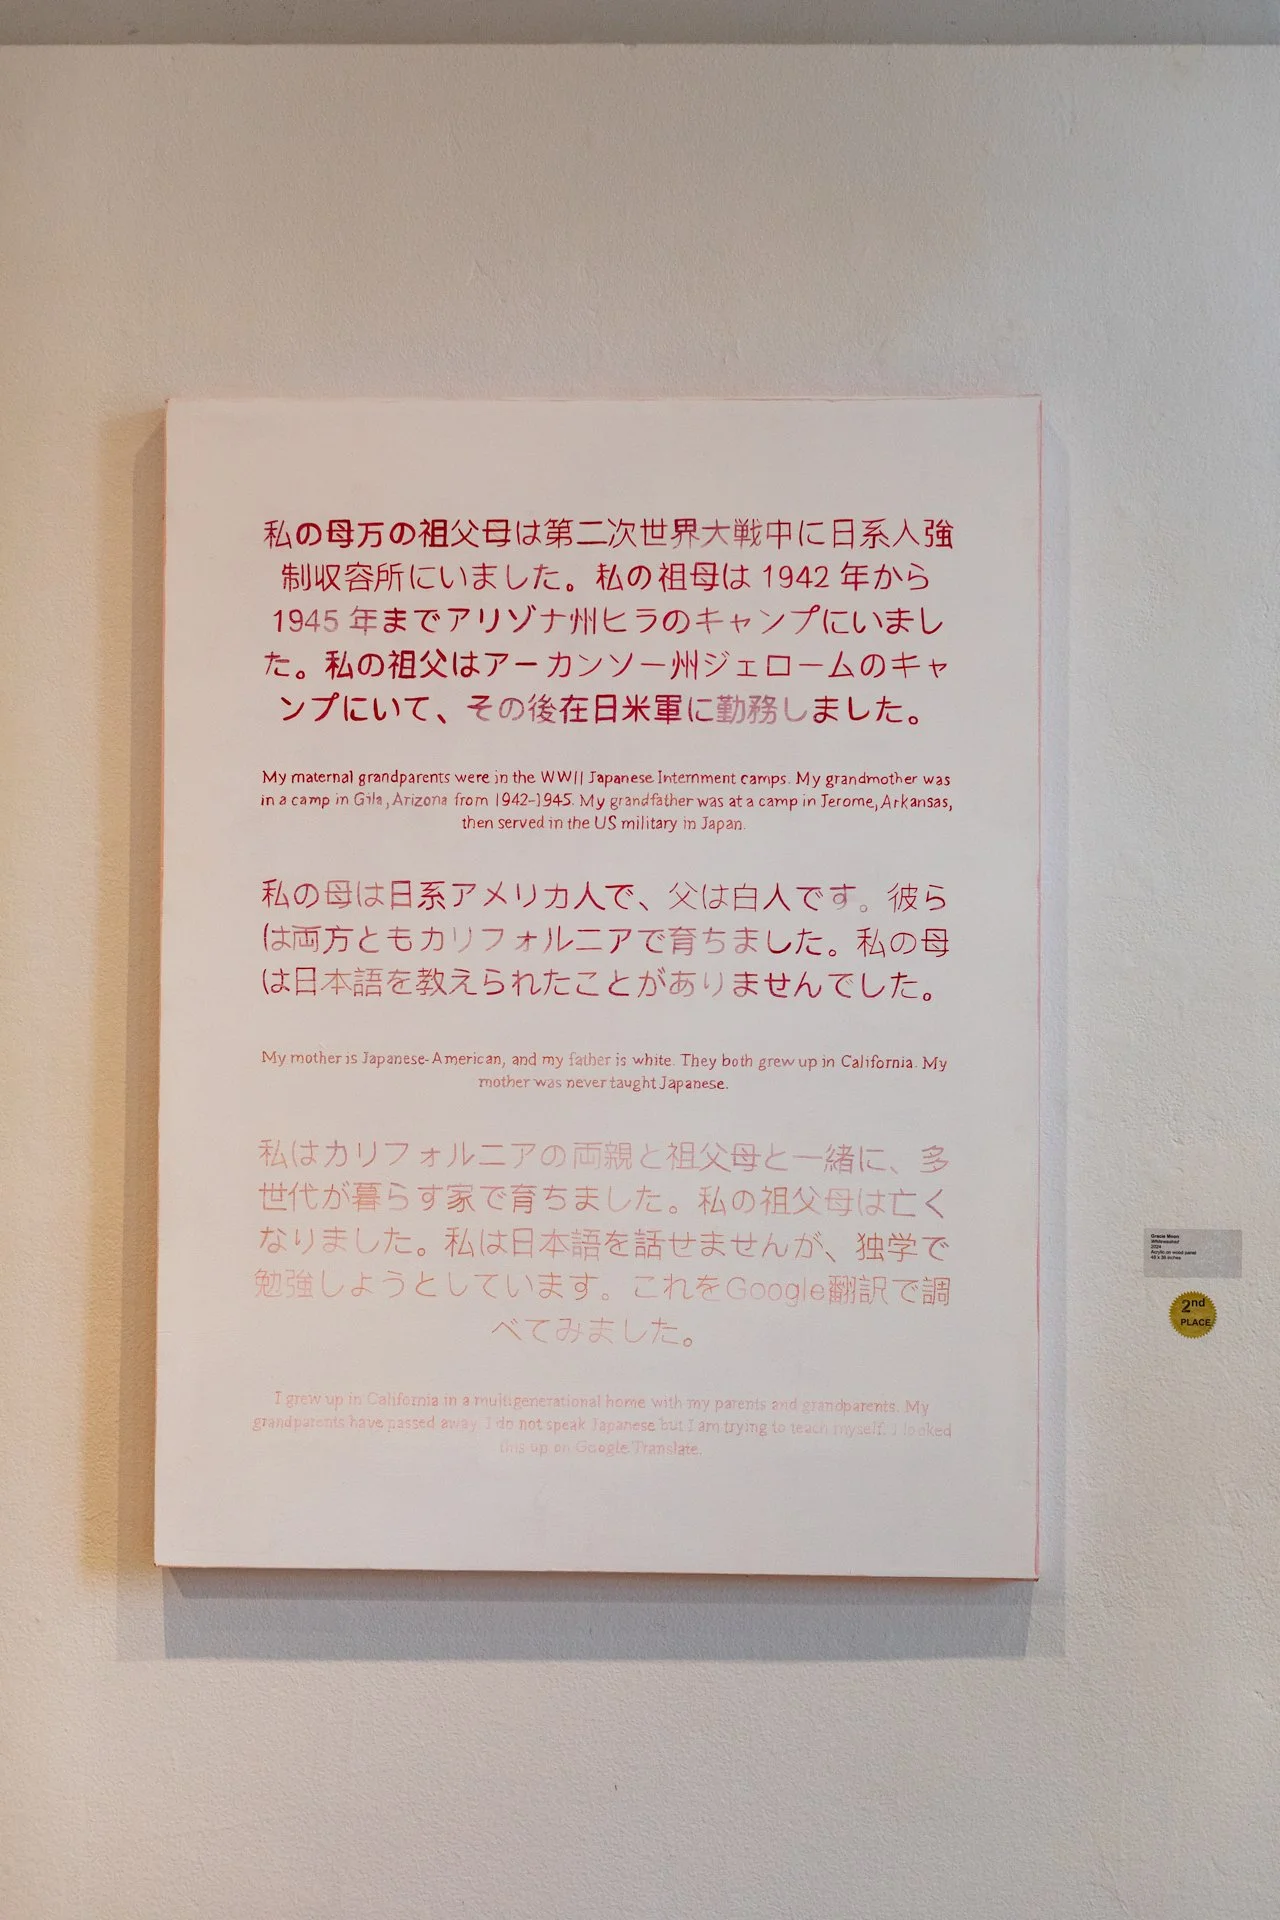 私の母万の祖父母は第二次世界大戦中に日系人強
制収容所にいました。私の祖母は 1942 年から
1945 年までアリゾナ州ヒラのキャンプにいまし
た。私の祖父はアーカンソー州ジェロームのキャ
ンプにいて、その後在日米軍に勤務しました。
My maternal grandparents were in the WWII Japanese Internment camps. My grandmother was
in a camp in Gila, Arizona from 1942-1945. My grandfather was at a camp in Jerome, Arkansas,
then served in the US military in Japan.
私の母は日系アメリカ人で、父は白人です。彼ら
は両方ともカリフォルニアで育ちました。私の母
は日本語を教えられたことがありませんでした。
My mother is Japanese-American, and my father is white. They both grew up in California. My
mother was never taught Japanese.
私はカリフォルニアの両親と祖父母と一緒に、多
世代が暮らす家で育ちました。私の祖父母は亡く
なりました。私は日本語を話せませんが、独学で
勉強しようとしています。これをGoogle翻訳で調
べてみました。
I grew up in California in a multigenerational home with my parents and grandparents. My
grandparents have passed away. I do not speak Japanese but I am trying to teach myself. I looked
this up on Google Translate.
Gracie Moon
Whitewashed
2024
Acrylic on wood panel
48 x 36 inches
2nd
PLACE